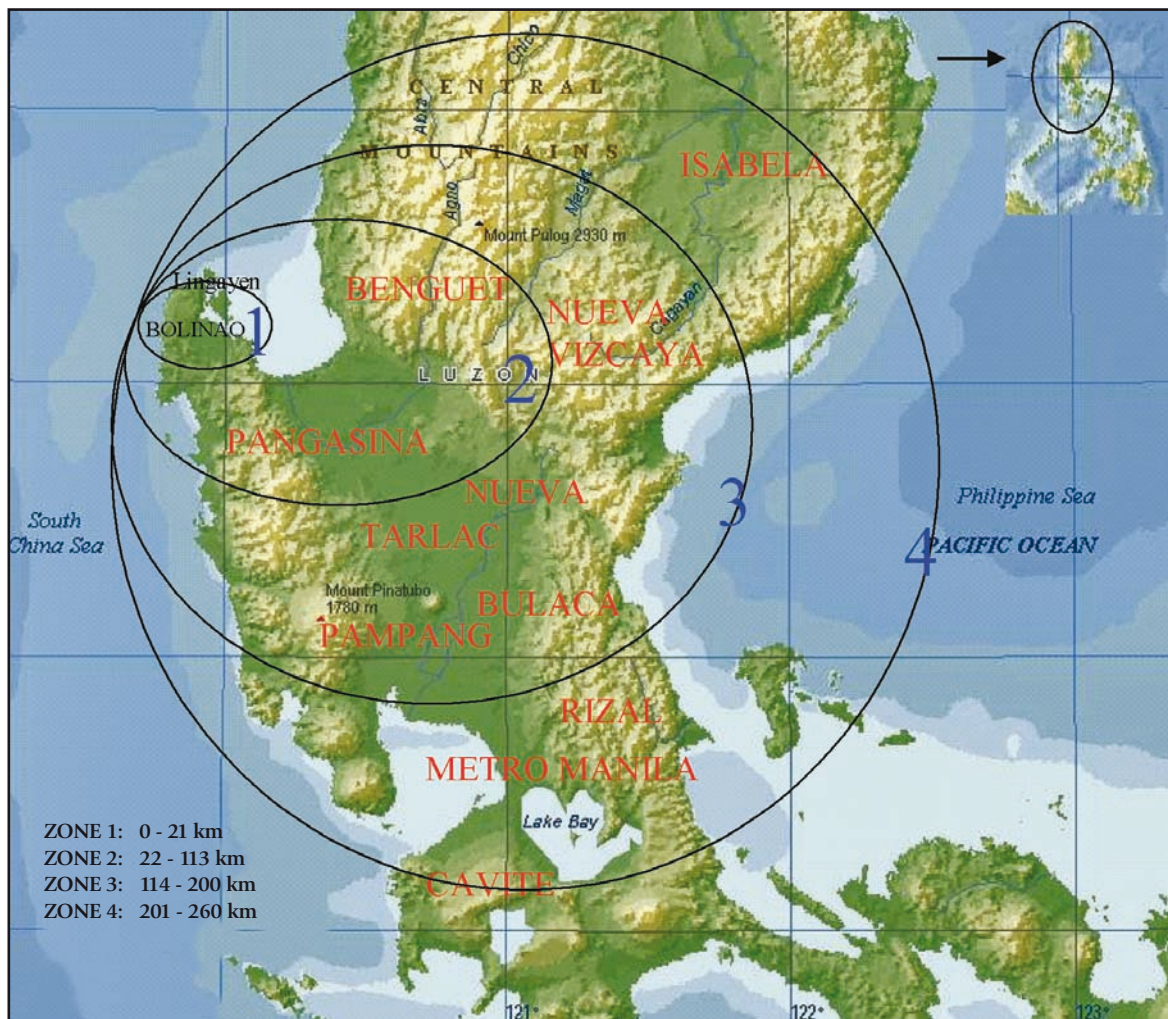 Chico
CENTRAL
Abra
MOUNTAINS
ISABELA
Agno
Magat
Mount Pulog 2930 m
Lingayen
BENGUET
BOLINAO
1
NUEVA
VIZCAYA
Cagayan
LUZON
2
PANGASINA
NUEVA
3
Philippine Sea
South
China Sea
TARLAC
4
PACIFIC OCEAN
Mount Pinatubo
1780 m
BULACA
PAMPANG
RIZAL
METRO MANILA
Lake Bay
ZONE 1: 0 - 21 km
ZONE 2: 22 - 113 km
ZONE 3: 114 - 200 km
ZONE 4: 201 - 260 km
CAVITE
121°
122°
123°